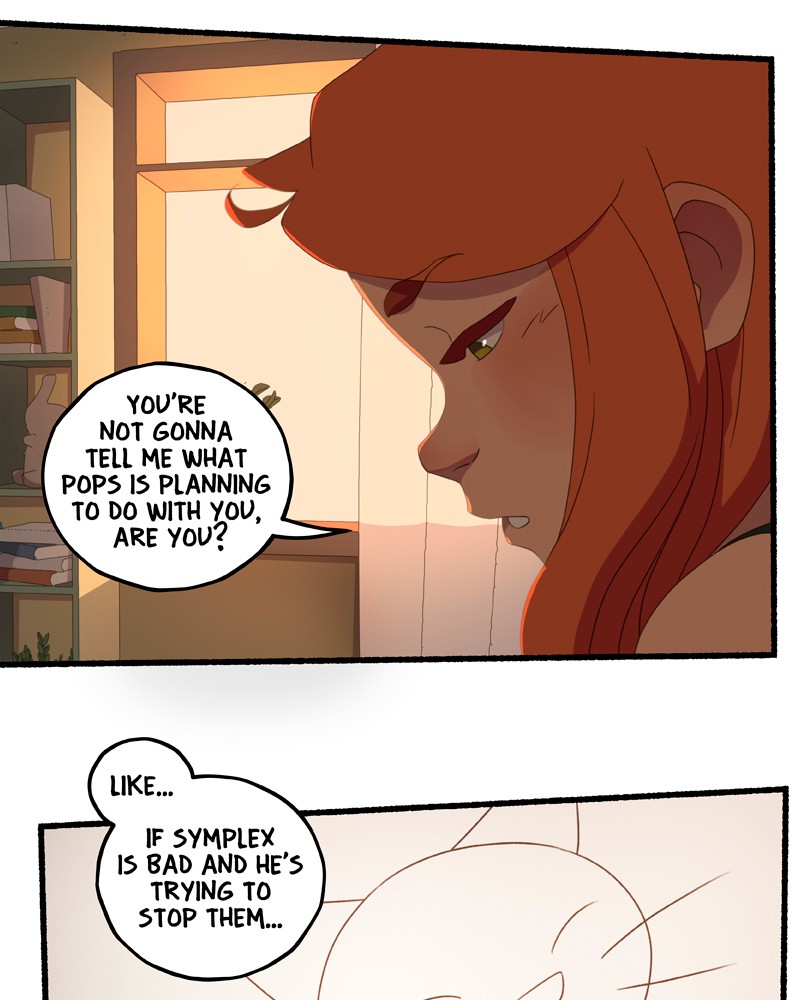 YOU'RE
NOT GONNA
TELL ME WHAT
POPS IS PLANNING
TO DO WITH YOU,
ARE YOU?
LIKE...
IF SYMPLEX
IS BAD AND HE'S
TRYING TO
STOP THEM...